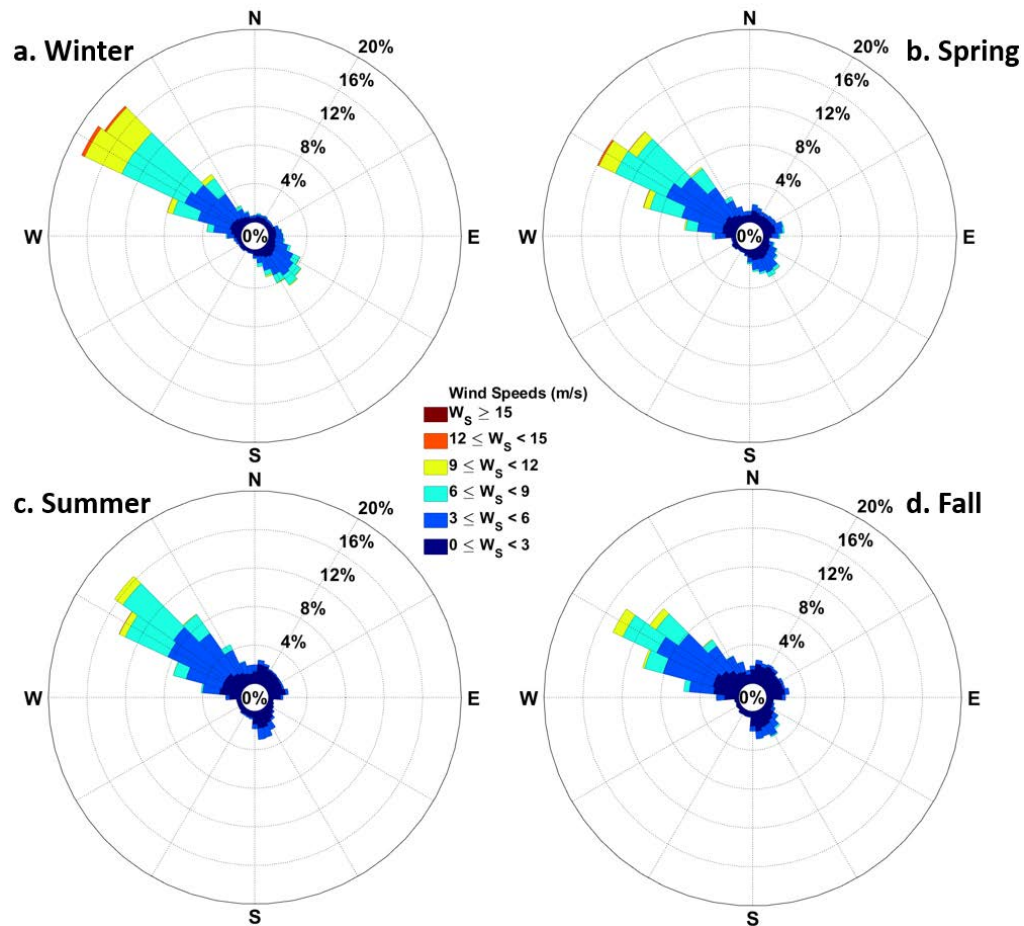 a. Winter
N
20%
16%
12%
8%
4%
0%
W
E
S
b. Spring
N
20%
16%
12%
8%
4%
0%
W
E
S
Wind Speeds (m/s)
W_S ≥ 15
12 ≤ W_S < 15
9 ≤ W_S < 12
6 ≤ W_S < 9
3 ≤ W_S < 6
0 ≤ W_S < 3
c. Summer
N
20%
16%
12%
8%
4%
0%
W
E
S
d. Fall
N
20%
16%
12%
8%
4%
0%
W
E
S